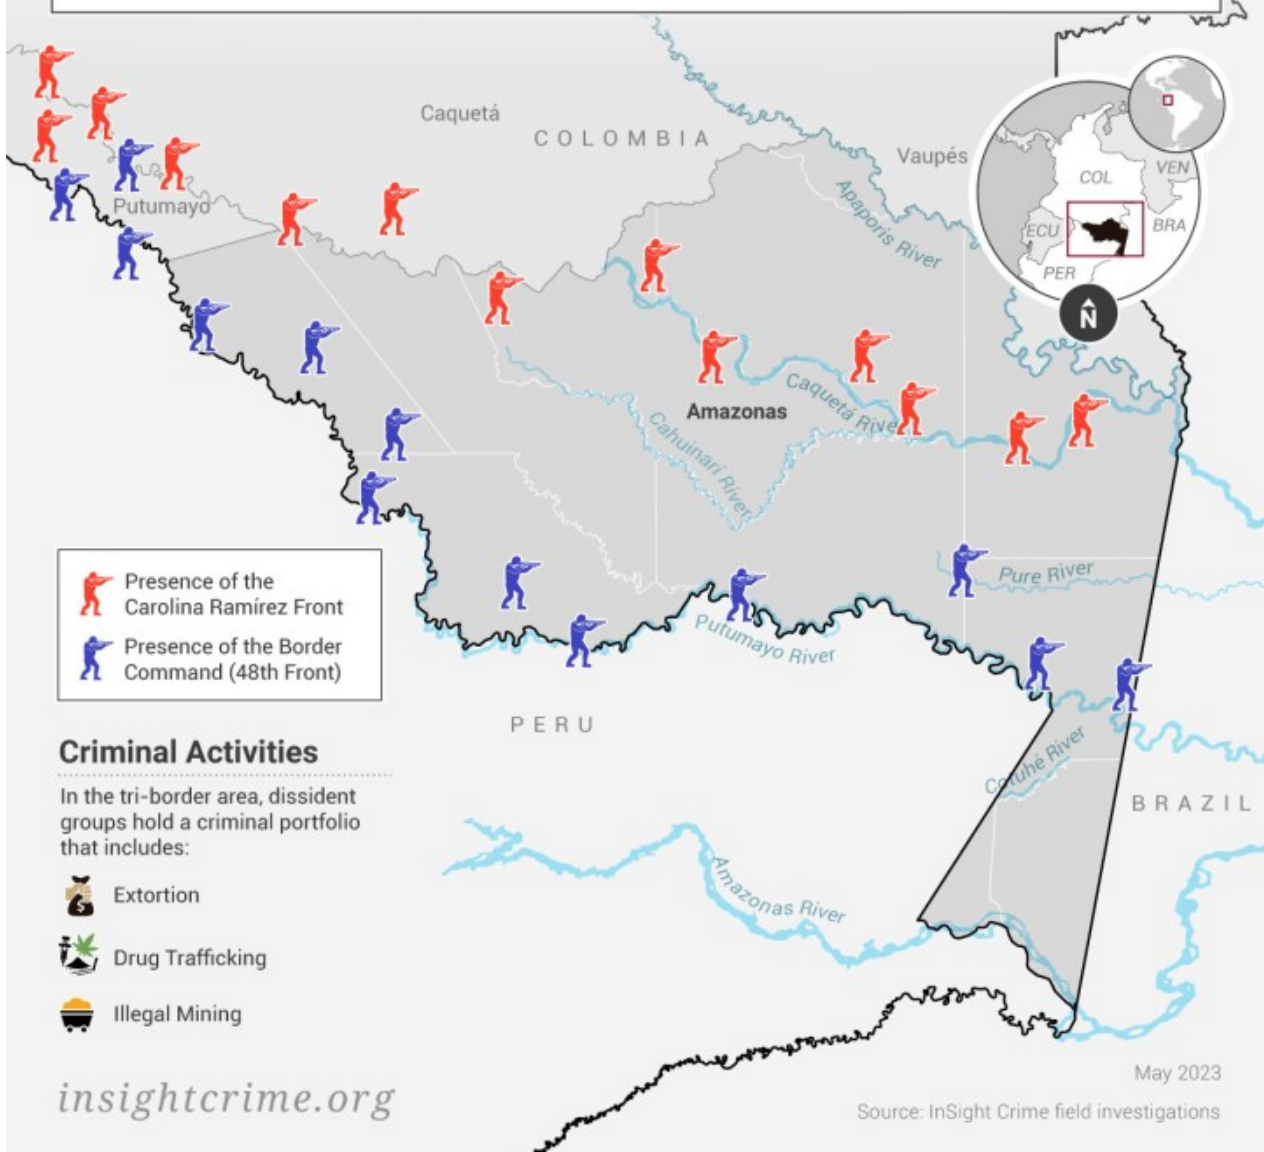 Caquetá
COLOMBIA
Vaupés
COL
VEN
ECU
BRA
PER
N
Putumayo
Apaporis River
Caquetá River
Amazonas
Cahuinarí River
Pure River
Putumayo River
Presence of the
Carolina Ramírez Front
Presence of the Border
Command (48th Front)
PERU
Cotuhé River
BRAZIL
Criminal Activities
In the tri-border area, dissident
groups hold a criminal portfolio
that includes:
Extortion
Drug Trafficking
Illegal Mining
Amazonas River
insightcrime.org
May 2023
Source: InSight Crime field investigations